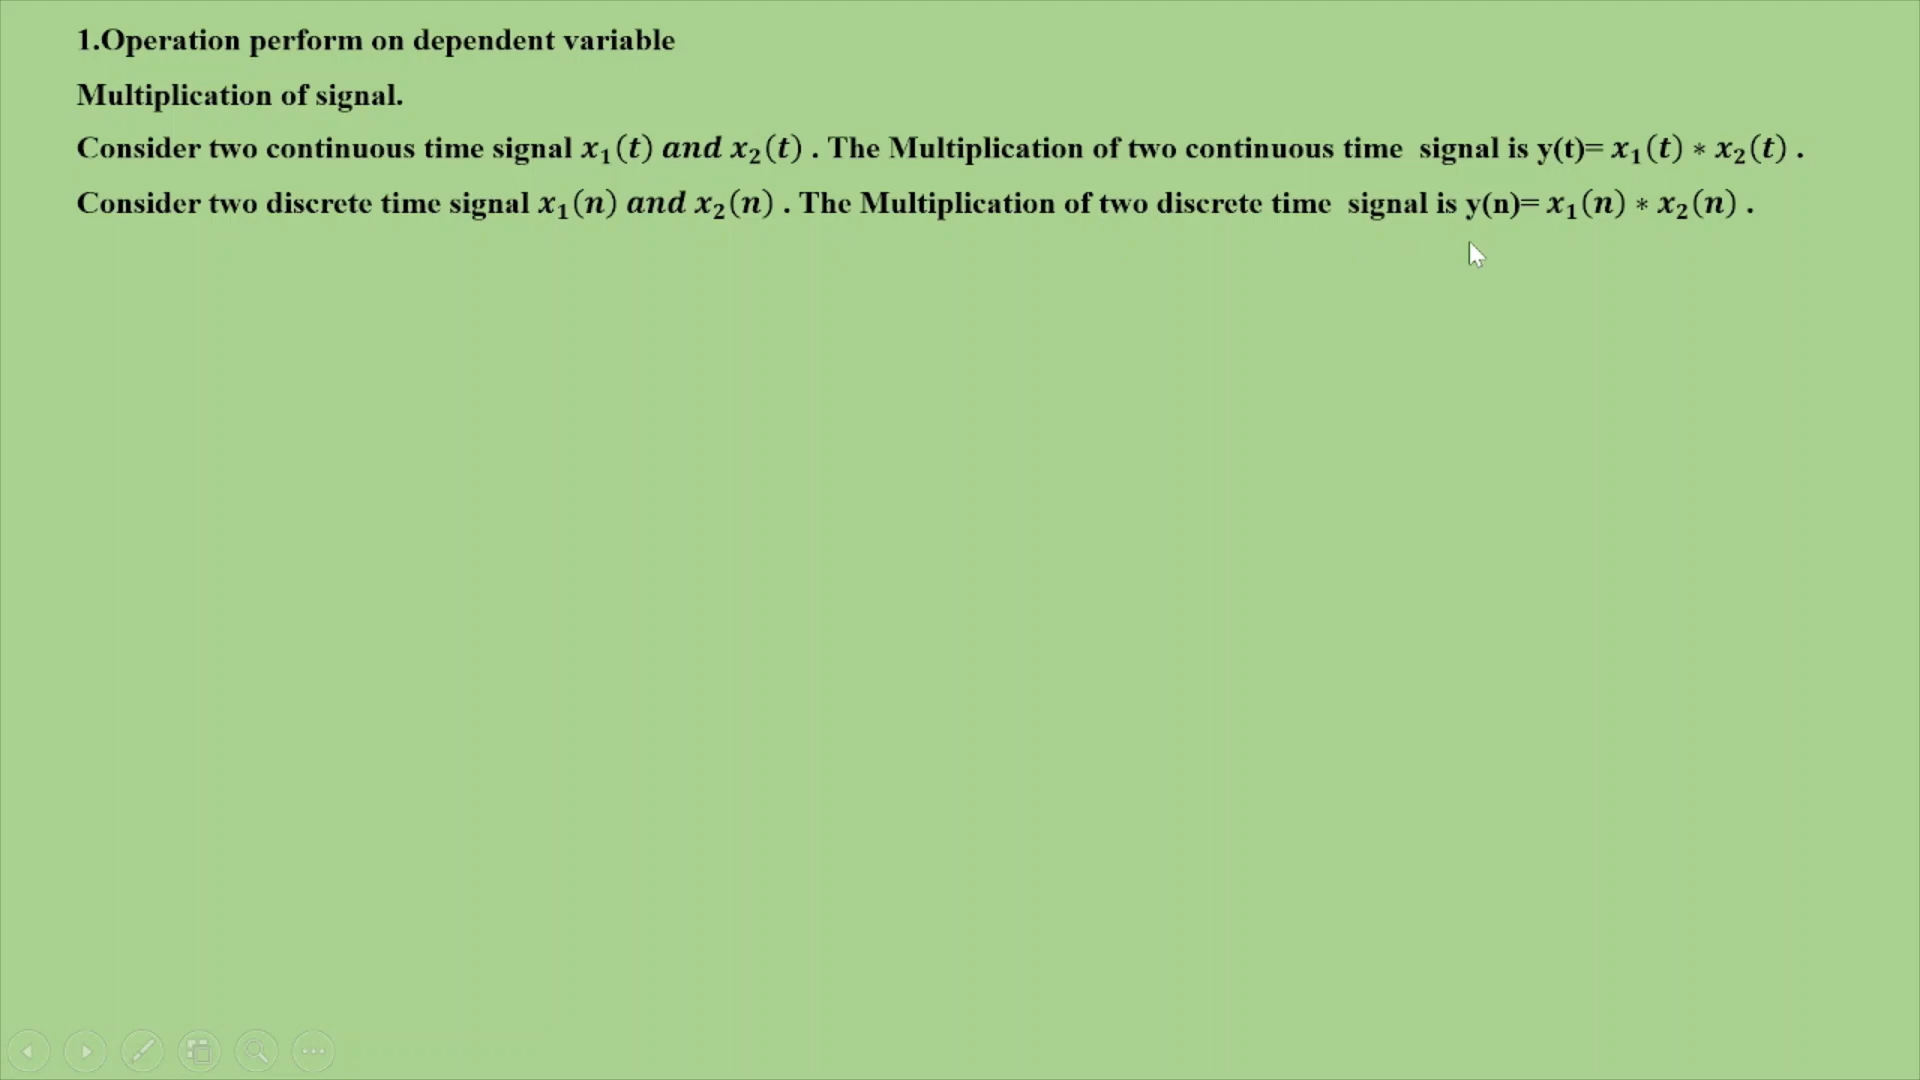 1.Operation perform on dependent variable
Multiplication of signal.
Consider two continuous time signal x₁(t) and x₂(t) . The Multiplication of two continuous time signal is y(t)= x₁(t) ∗ x₂(t) .
Consider two discrete time signal x₁(n) and x₂(n) . The Multiplication of two discrete time signal is y(n)= x₁(n) ∗ x₂(n) .